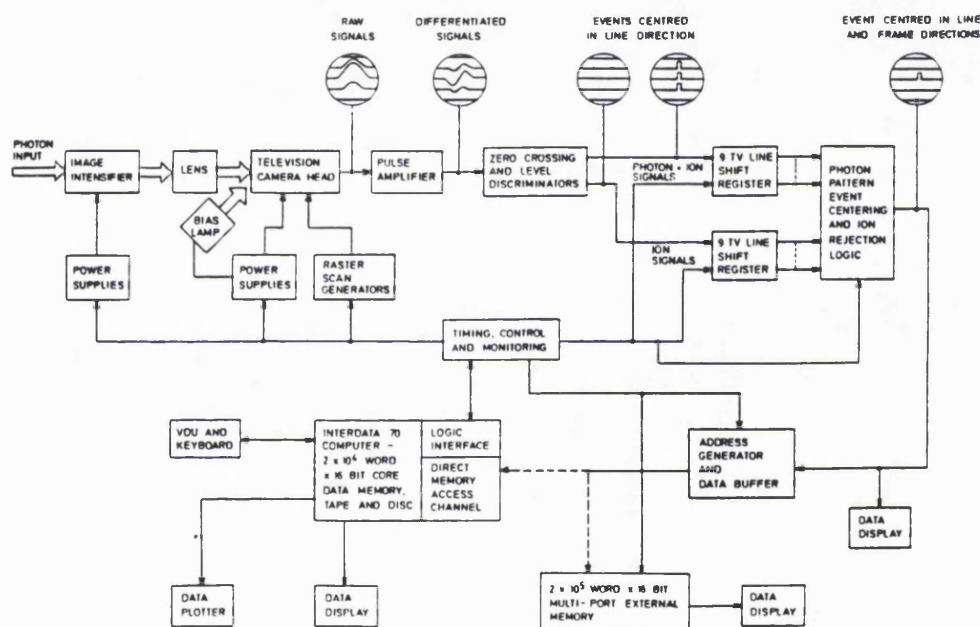 RAW
SIGNALS
DIFFERENTIATED
SIGNALS
EVENTS CENTRED
IN LINE DIRECTION
EVENT CENTRED IN LINE
AND FRAME DIRECTIONS
PHOTON
INPUT
IMAGE
INTENSIFIER
LENS
TELEVISION
CAMERA HEAD
PULSE
AMPLIFIER
ZERO CROSSING
AND LEVEL
DISCRIMINATORS
PHOTON + ION
SIGNALS
9 TV LINE
SHIFT
REGISTER
PHOTON
PATTERN
EVENT
CENTERING
AND ION
REJECTION
LOGIC
BIAS
LAMP
ION
SIGNALS
9 TV LINE
SHIFT
REGISTER
POWER
SUPPLIES
POWER
SUPPLIES
RASTER
SCAN
GENERATORS
TIMING, CONTROL
AND MONITORING
VDU AND
KEYBOARD
INTERDATA 70
COMPUTER -
2 x 10⁴ WORD
x 16 BIT CORE
DATA MEMORY,
TAPE AND DISC
LOGIC
INTERFACE
DIRECT
MEMORY
ACCESS
CHANNEL
ADDRESS
GENERATOR
AND
DATA BUFFER
DATA
DISPLAY
DATA
PLOTTER
DATA
DISPLAY
2 x 10⁵ WORD x 16 BIT
MULTI-PORT EXTERNAL
MEMORY
DATA
DISPLAY